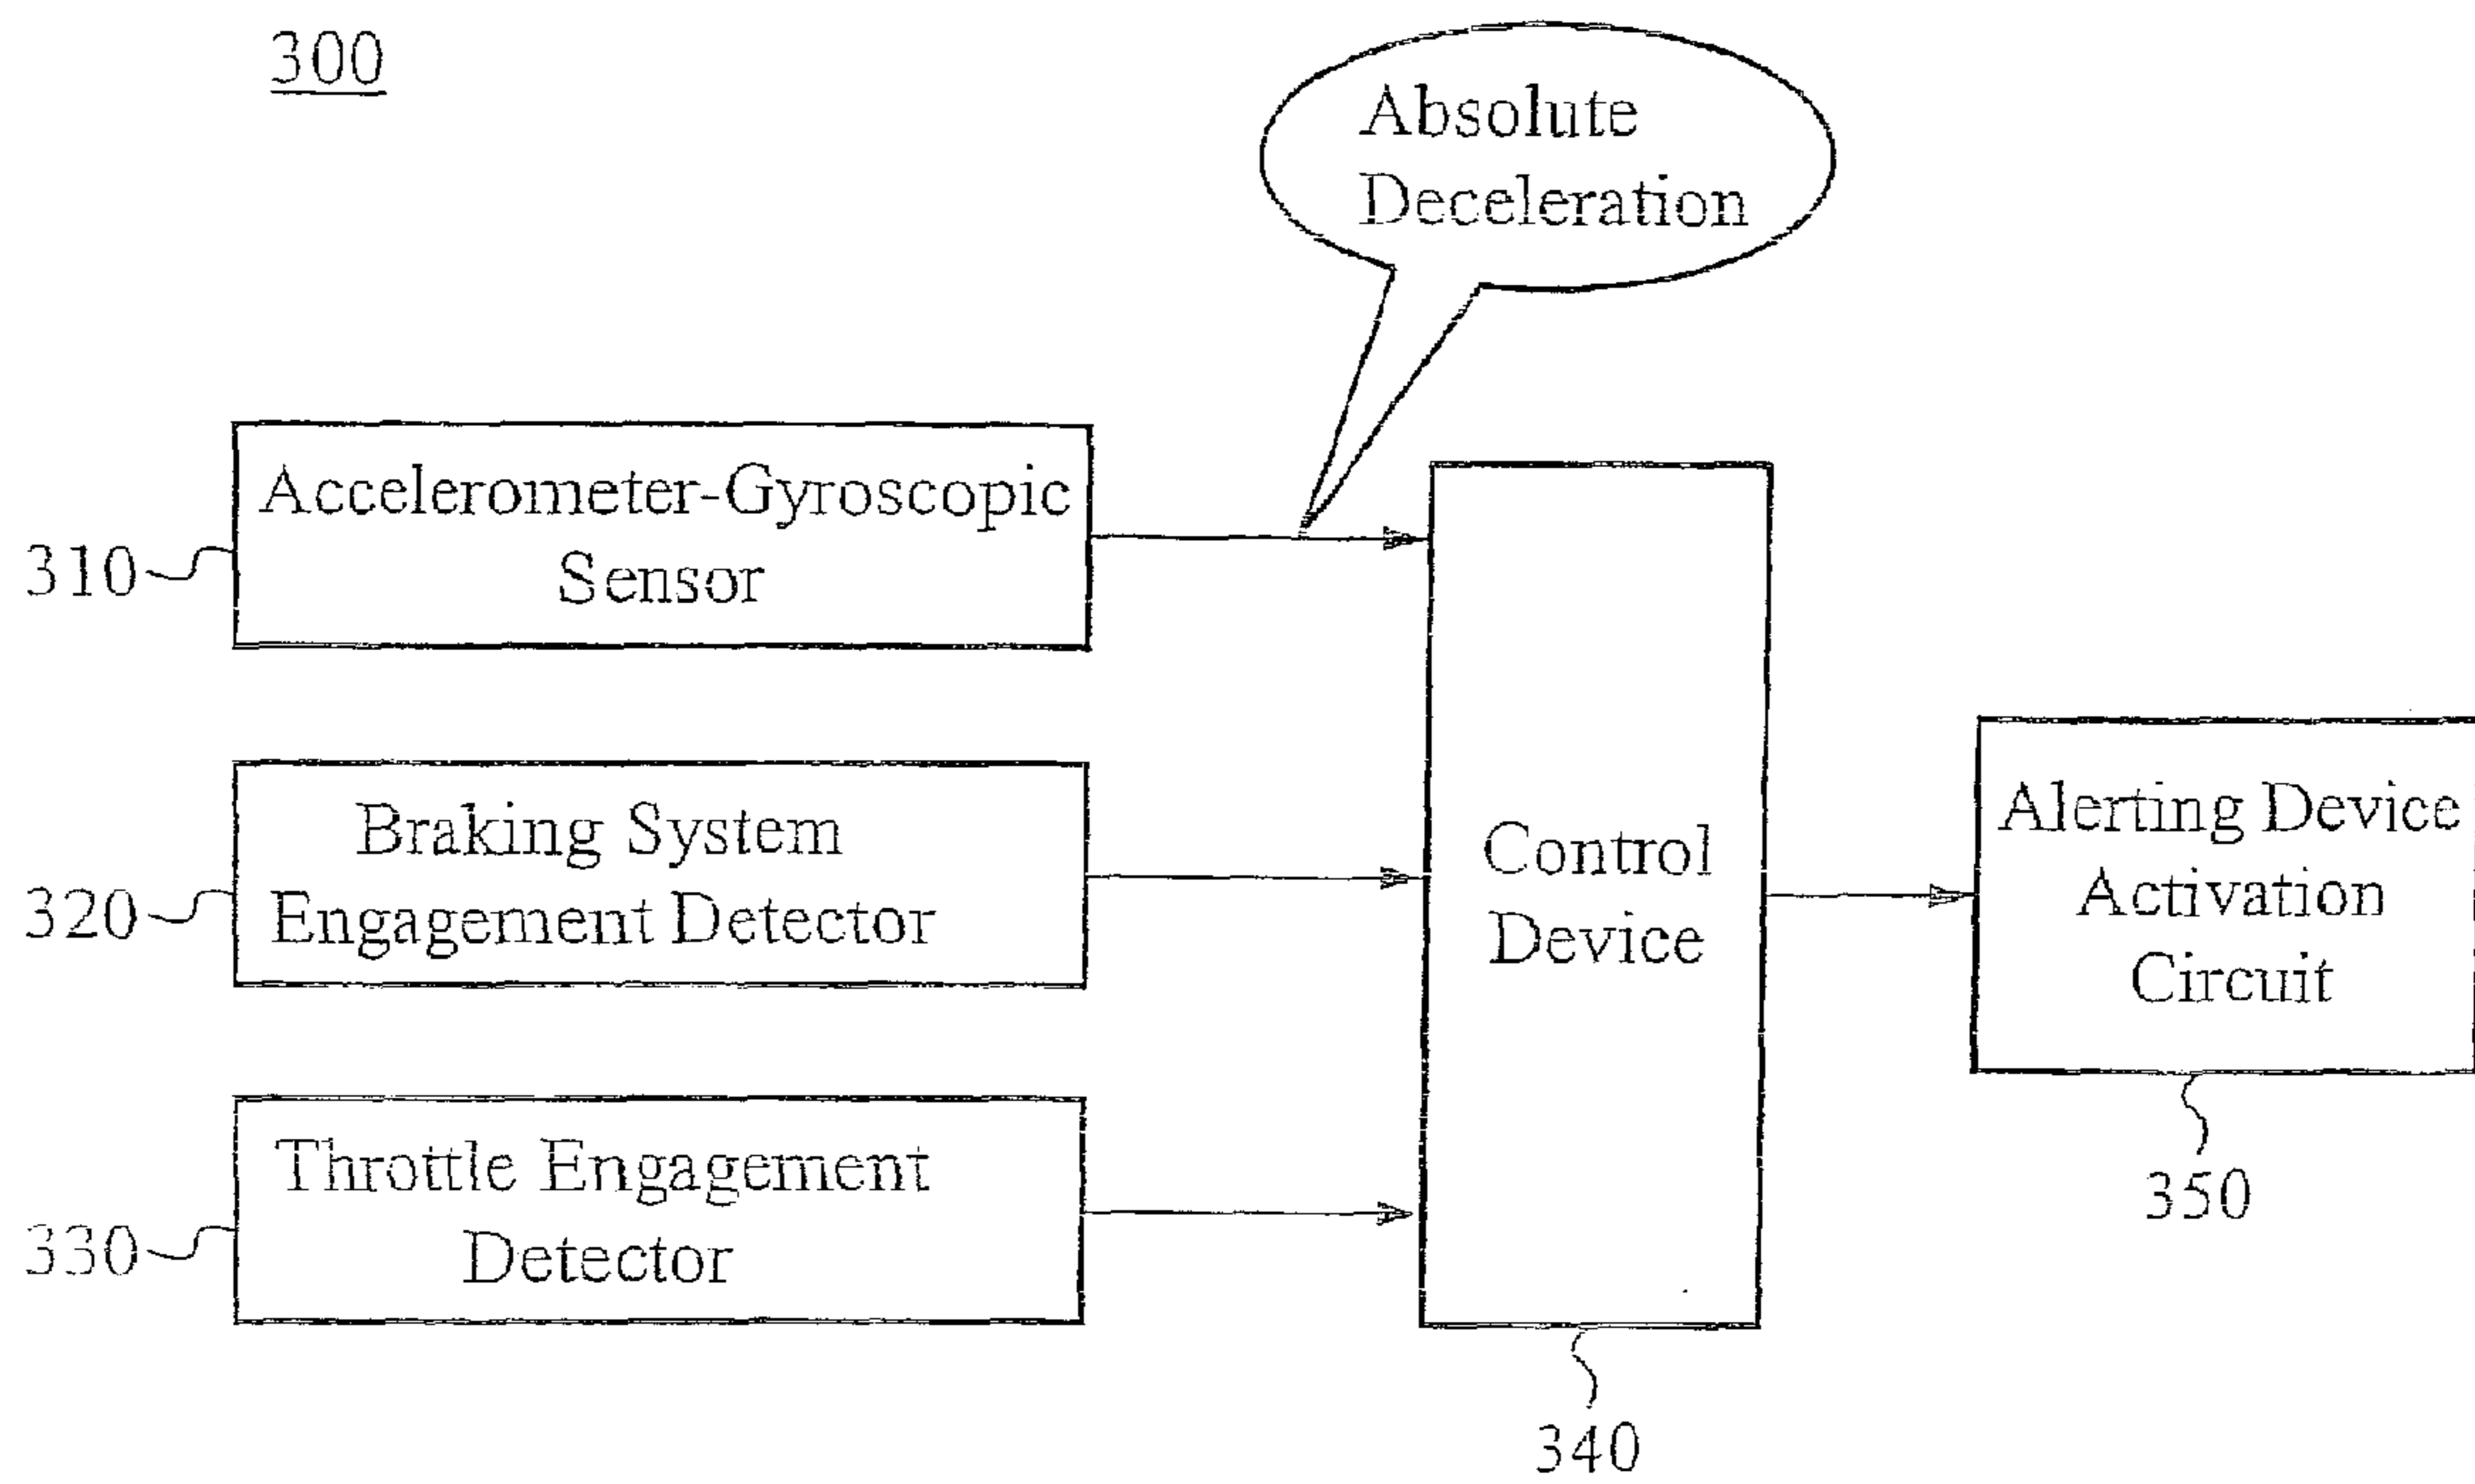 300
Absolute
Deceleration
Accelerometer-Gyroscopic
Sensor
310
Braking System
Engagement Detector
320
Throttle Engagement
Detector
330
Control
Device
340
Alerting Device
Activation
Circuit
350